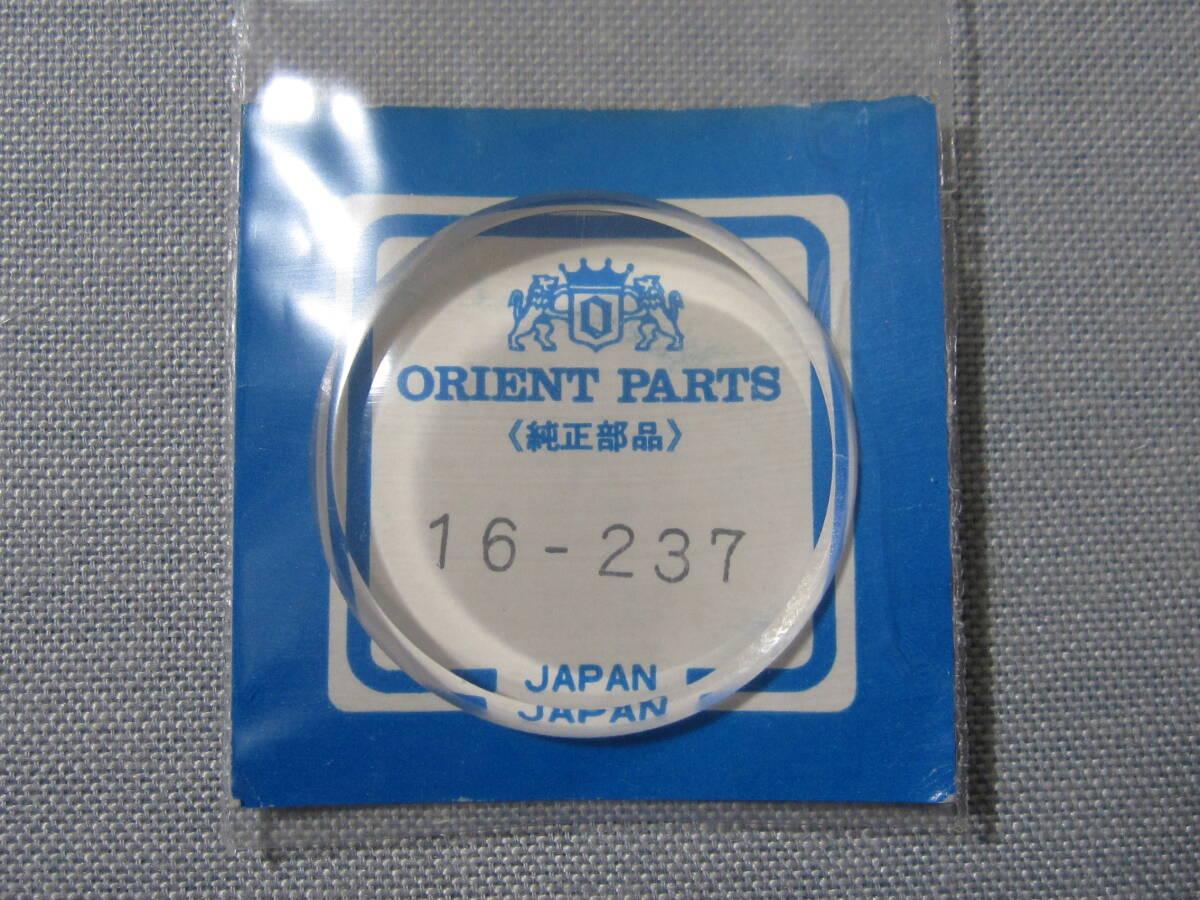 O
ORIENT PARTS
《純正部品》
16-237
JAPAN
JAPAN